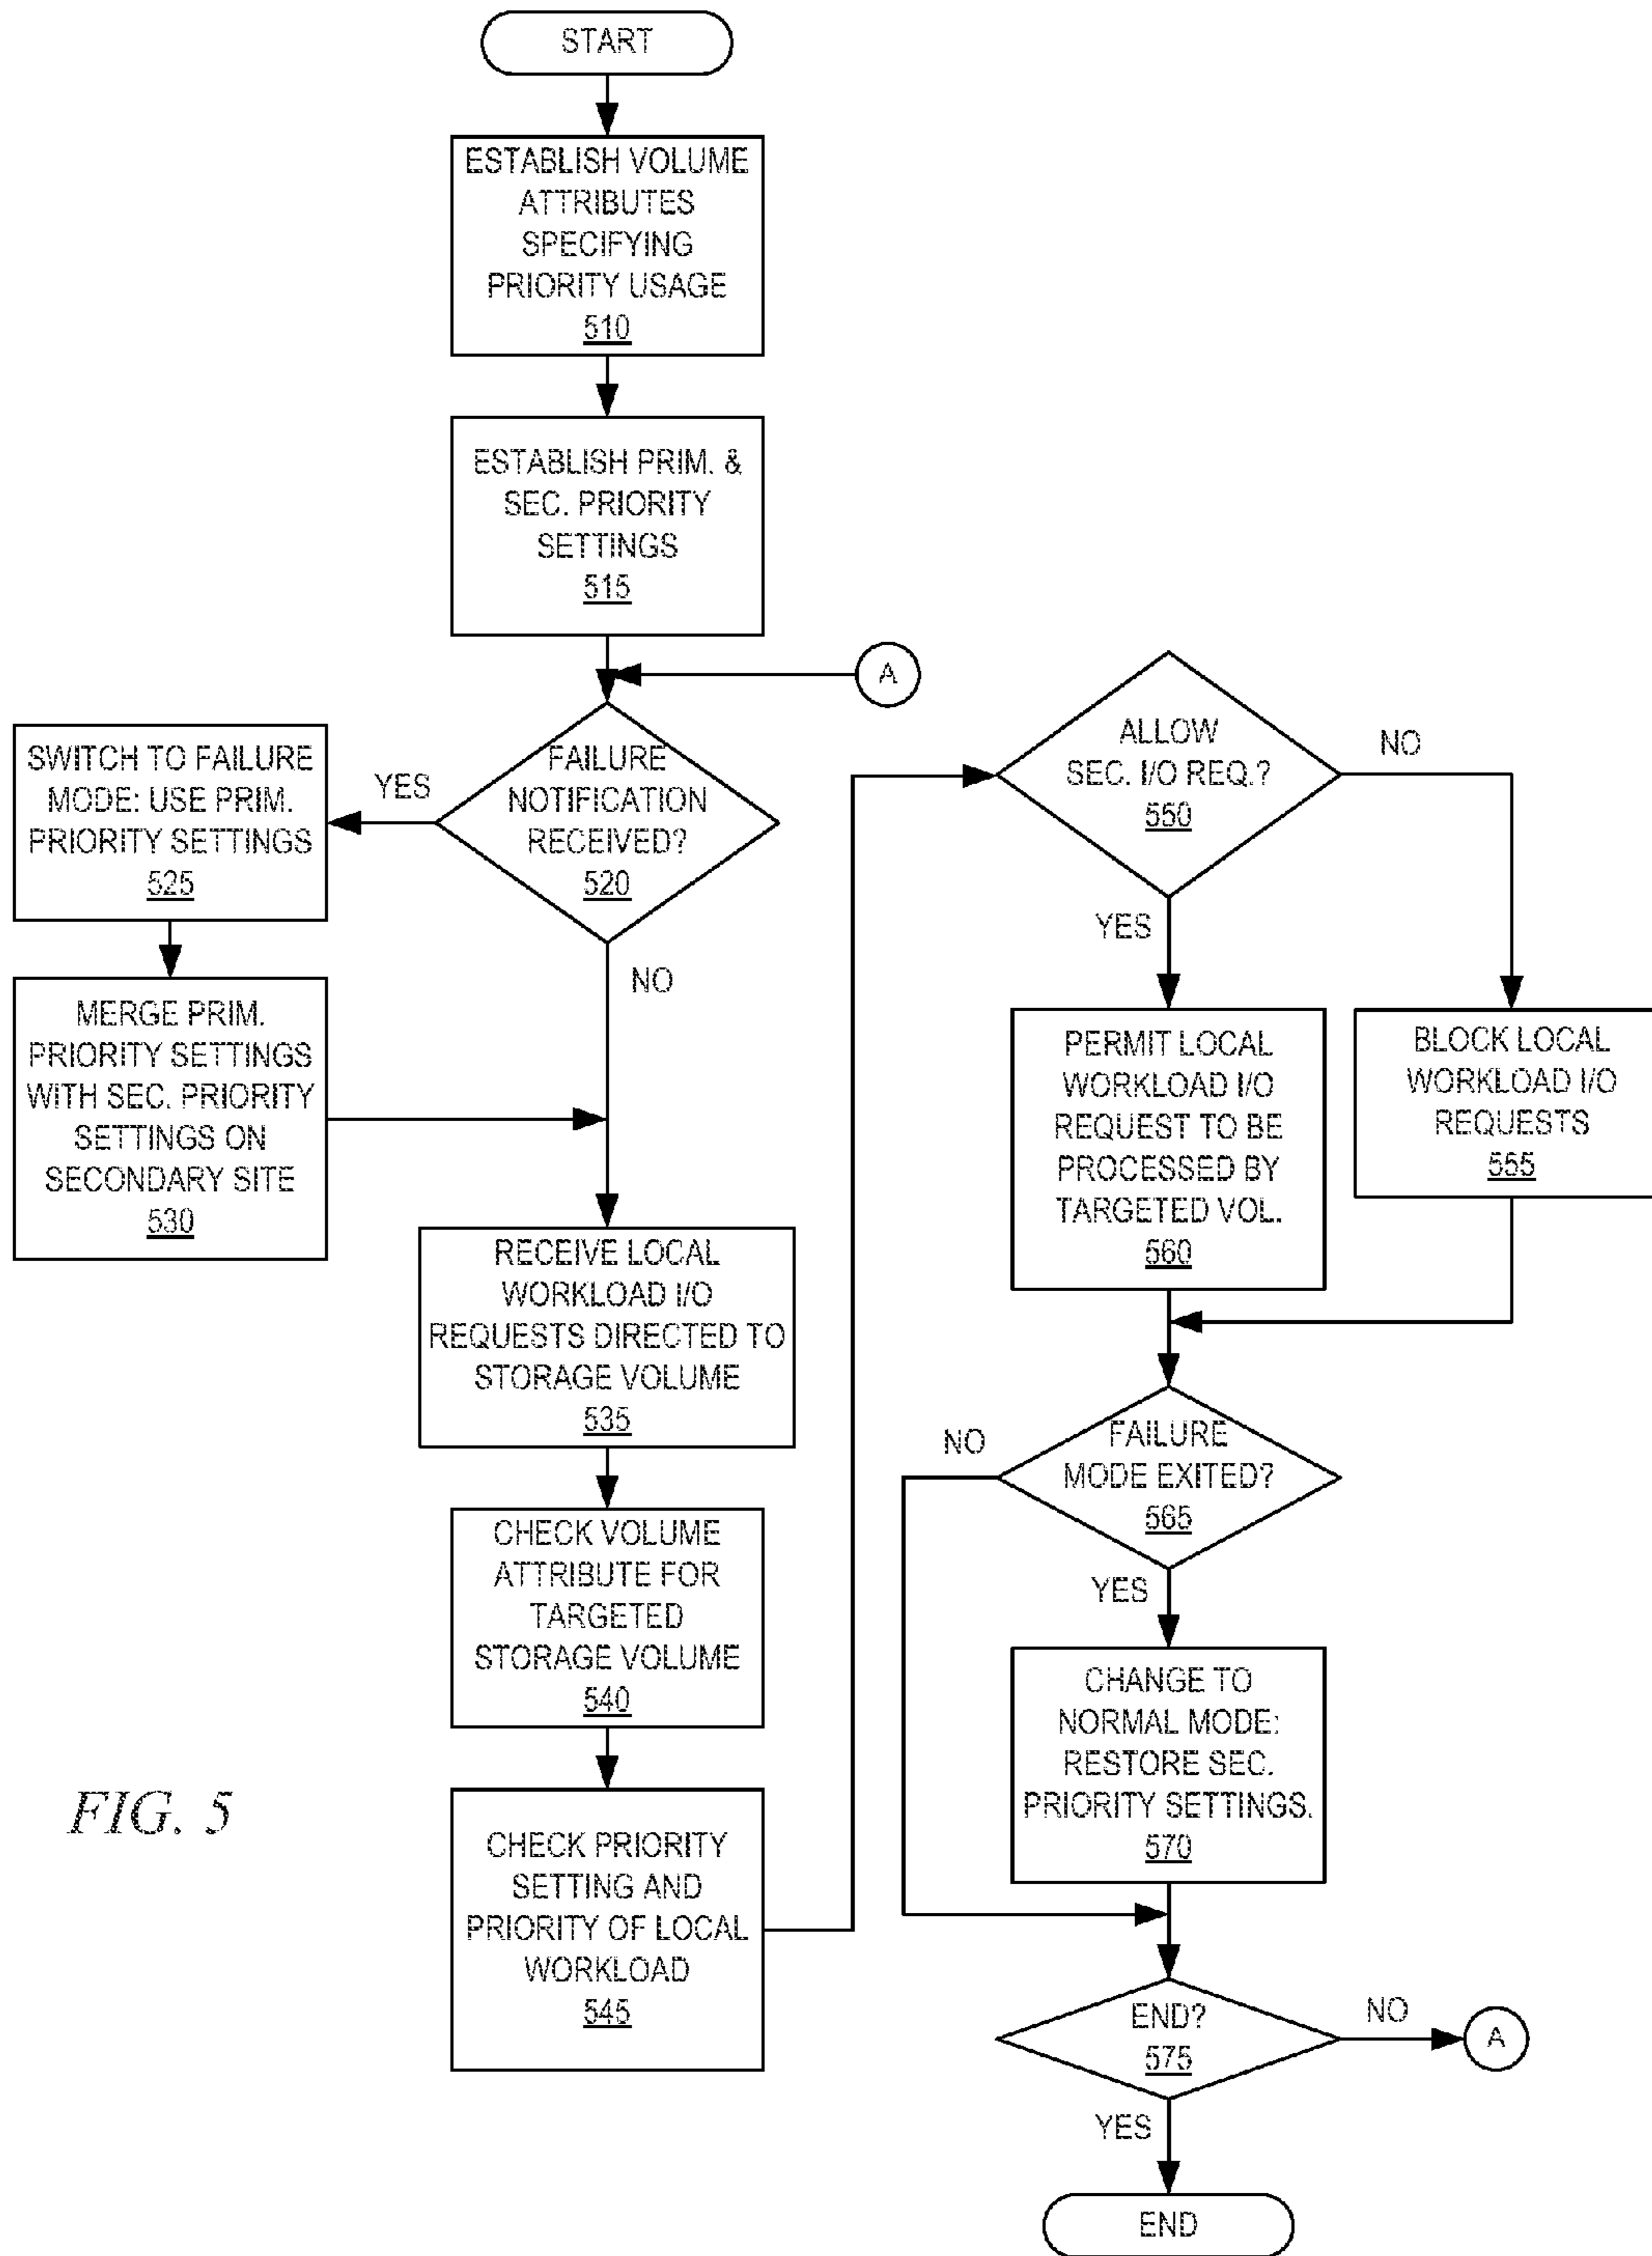 START
ESTABLISH VOLUME
ATTRIBUTES
SPECIFYING
PRIORITY USAGE
510
ESTABLISH PRIM. &
SEC. PRIORITY
SETTINGS
515
A
FAILURE
NOTIFICATION
RECEIVED?
520
YES
NO
SWITCH TO FAILURE
MODE: USE PRIM.
PRIORITY SETTINGS
525
MERGE PRIM.
PRIORITY SETTINGS
WITH SEC. PRIORITY
SETTINGS ON
SECONDARY SITE
530
RECEIVE LOCAL
WORKLOAD I/O
REQUESTS DIRECTED TO
STORAGE VOLUME
535
CHECK VOLUME
ATTRIBUTE FOR
TARGETED
STORAGE VOLUME
540
CHECK PRIORITY
SETTING AND
PRIORITY OF LOCAL
WORKLOAD
545
ALLOW
SEC. I/O REQ.?
550
NO
YES
BLOCK LOCAL
WORKLOAD I/O
REQUESTS
555
PERMIT LOCAL
WORKLOAD I/O
REQUEST TO BE
PROCESSED BY
TARGETED VOL.
560
FAILURE
MODE EXITED?
565
NO
YES
CHANGE TO
NORMAL MODE:
RESTORE SEC.
PRIORITY SETTINGS.
570
END?
575
NO
A
YES
END
FIG. 5